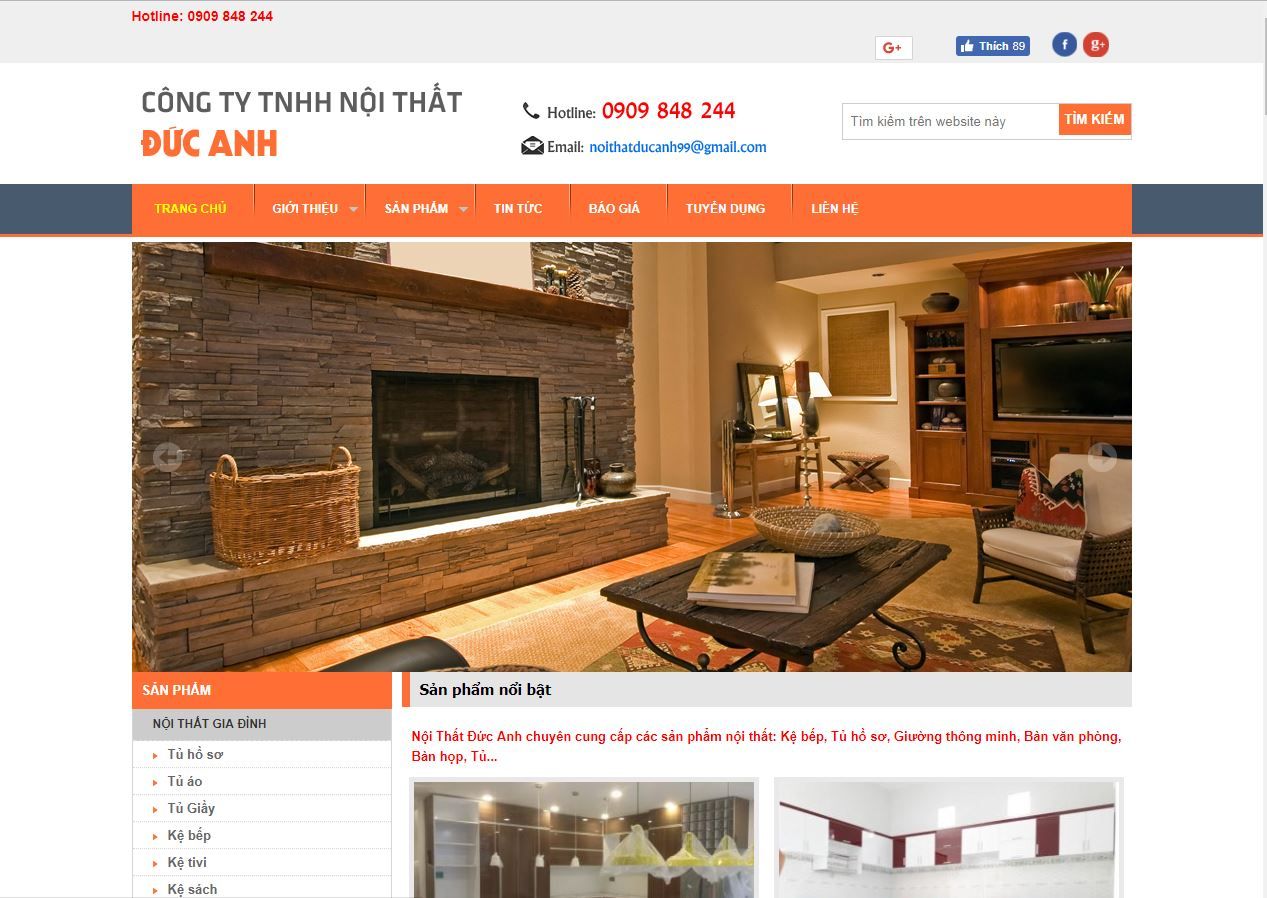 Hotline: 0909 848 244
G+
Thích 89
f
g+
CÔNG TY TNHH NỘI THẤT
ĐỨC ANH
Hotline: 0909 848 244
Email: noithatducanh99@gmail.com
Tìm kiếm trên website này
TÌM KIẾM
TRANG CHỦ
GIỚI THIỆU
SẢN PHẨM
TIN TỨC
BÁO GIÁ
TUYỂN DỤNG
LIÊN HỆ
SẢN PHẨM
NỘI THẤT GIA ĐÌNH
Tủ hồ sơ
Tủ áo
Tủ Giầy
Kệ bếp
Kệ tivi
Kệ sách
Sản phẩm nổi bật
Nội Thất Đức Anh chuyên cung cấp các sản phẩm nội thất: Kệ bếp, Tủ hồ sơ, Giường thông minh, Bàn văn phòng,
Bàn họp, Tủ...